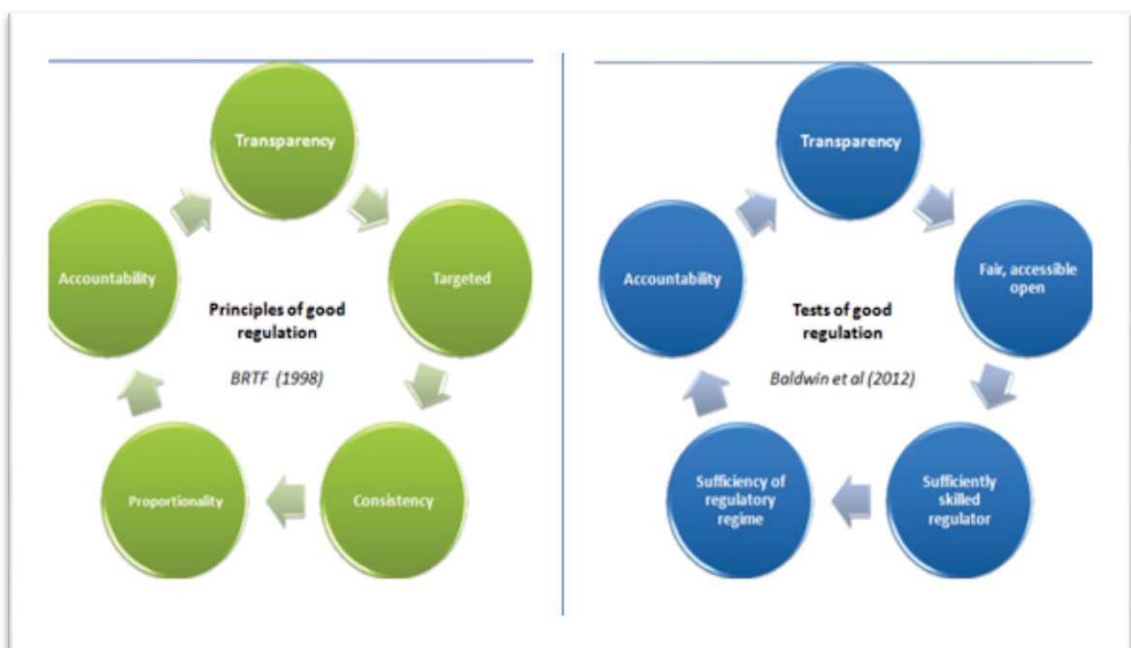 Transparency
Accountability
Targeted
Principles of good
regulation
BRTF (1998)
Proportionality
Consistency
Transparency
Accountability
Fair, accessible
open
Tests of good
regulation
Baldwin et al (2012)
Sufficiency of
regulatory
regime
Sufficiently
skilled
regulator